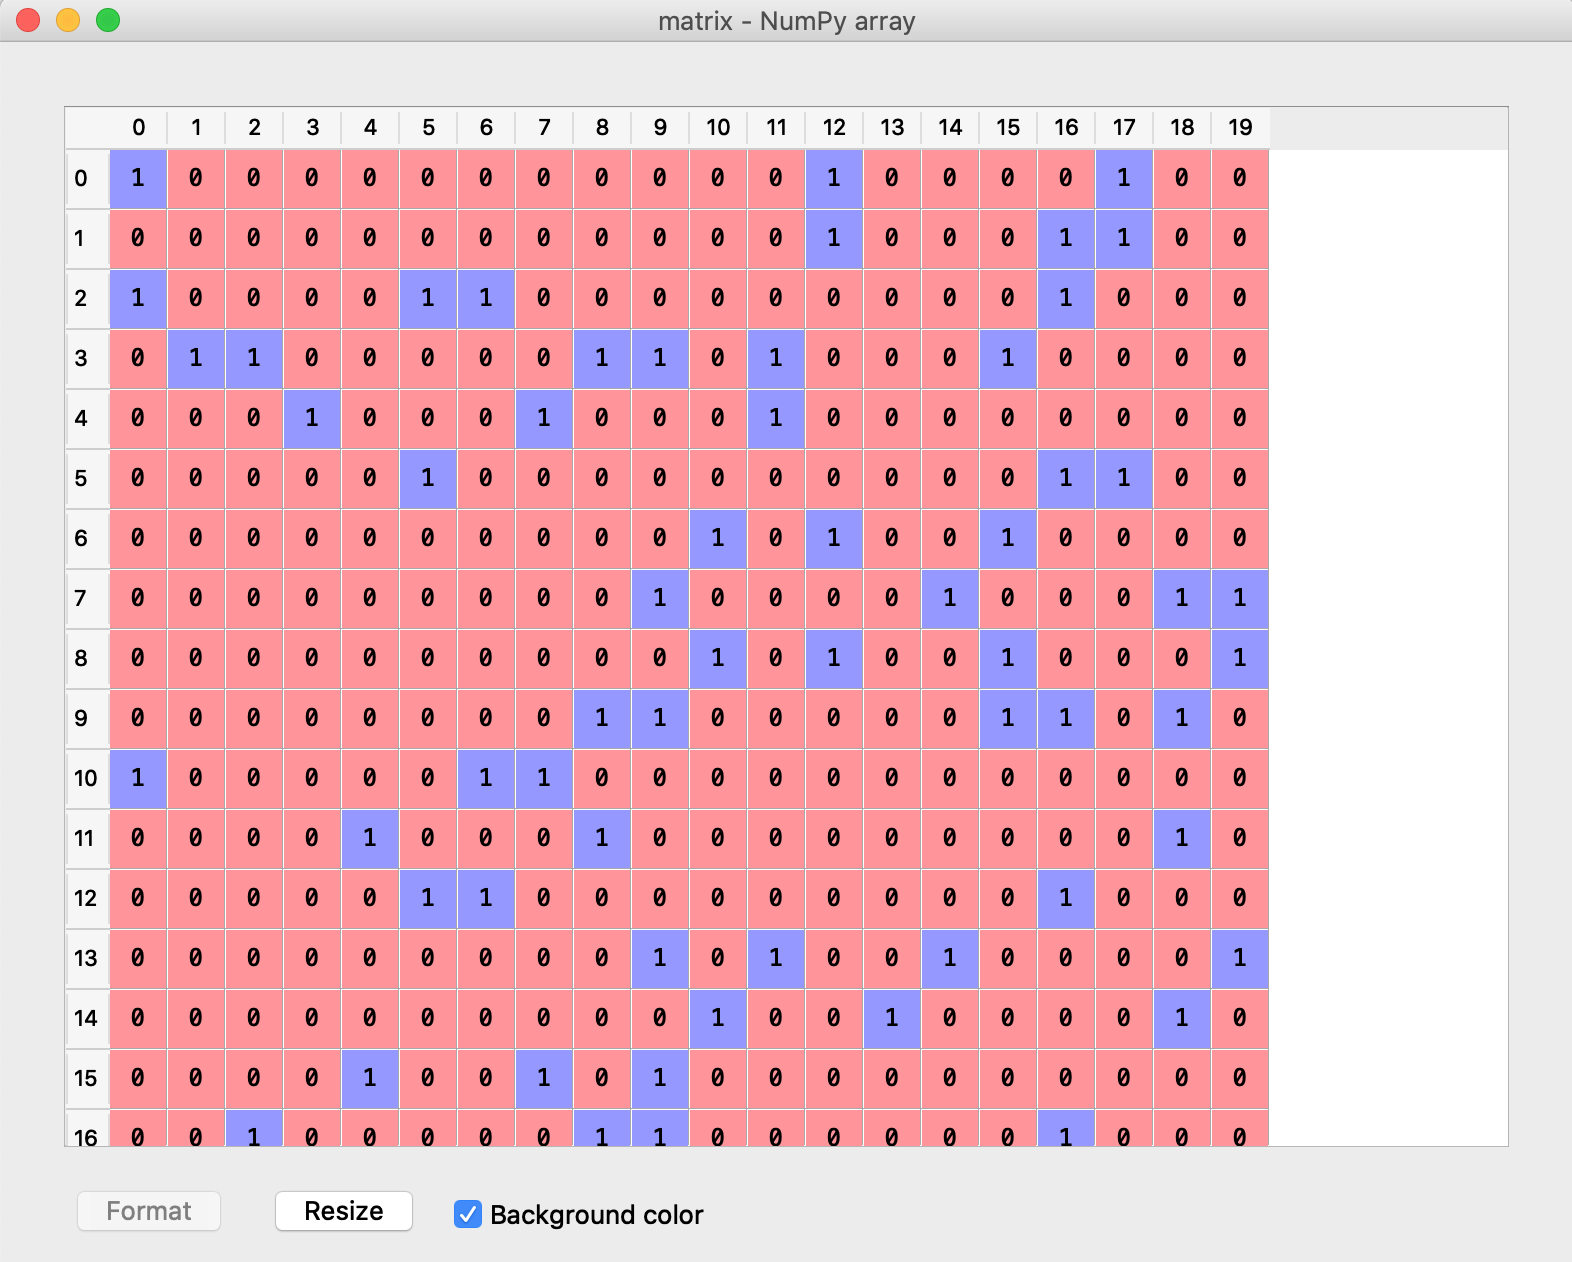 matrix - NumPy array
0 1 2 3 4 5 6 7 8 9 10 11 12 13 14 15 16 17 18 19
0 1 0 0 0 0 0 0 0 0 0 0 0 1 0 0 0 0 1 0 0
1 0 0 0 0 0 0 0 0 0 0 0 0 1 0 0 0 1 1 0 0
2 1 0 0 0 0 1 1 0 0 0 0 0 0 0 0 0 1 0 0 0
3 0 1 1 0 0 0 0 0 1 1 0 1 0 0 0 1 0 0 0 0
4 0 0 0 1 0 0 0 1 0 0 0 1 0 0 0 0 0 0 0 0
5 0 0 0 0 0 1 0 0 0 0 0 0 0 0 0 0 1 1 0 0
6 0 0 0 0 0 0 0 0 0 0 1 0 1 0 0 1 0 0 0 0
7 0 0 0 0 0 0 0 0 0 1 0 0 0 0 1 0 0 0 1 1
8 0 0 0 0 0 0 0 0 0 0 1 0 1 0 0 1 0 0 0 1
9 0 0 0 0 0 0 0 0 1 1 0 0 0 0 0 1 1 0 1 0
10 1 0 0 0 0 0 1 1 0 0 0 0 0 0 0 0 0 0 0 0
11 0 0 0 0 1 0 0 0 1 0 0 0 0 0 0 0 0 0 1 0
12 0 0 0 0 0 1 1 0 0 0 0 0 0 0 0 0 1 0 0 0
13 0 0 0 0 0 0 0 0 0 1 0 1 0 0 1 0 0 0 0 1
14 0 0 0 0 0 0 0 0 0 0 1 0 0 1 0 0 0 0 1 0
15 0 0 0 0 1 0 0 1 0 1 0 0 0 0 0 0 0 0 0 0
16 0 0 1 0 0 0 0 0 1 1 0 0 0 0 0 0 1 0 0 0
Format Resize Background color